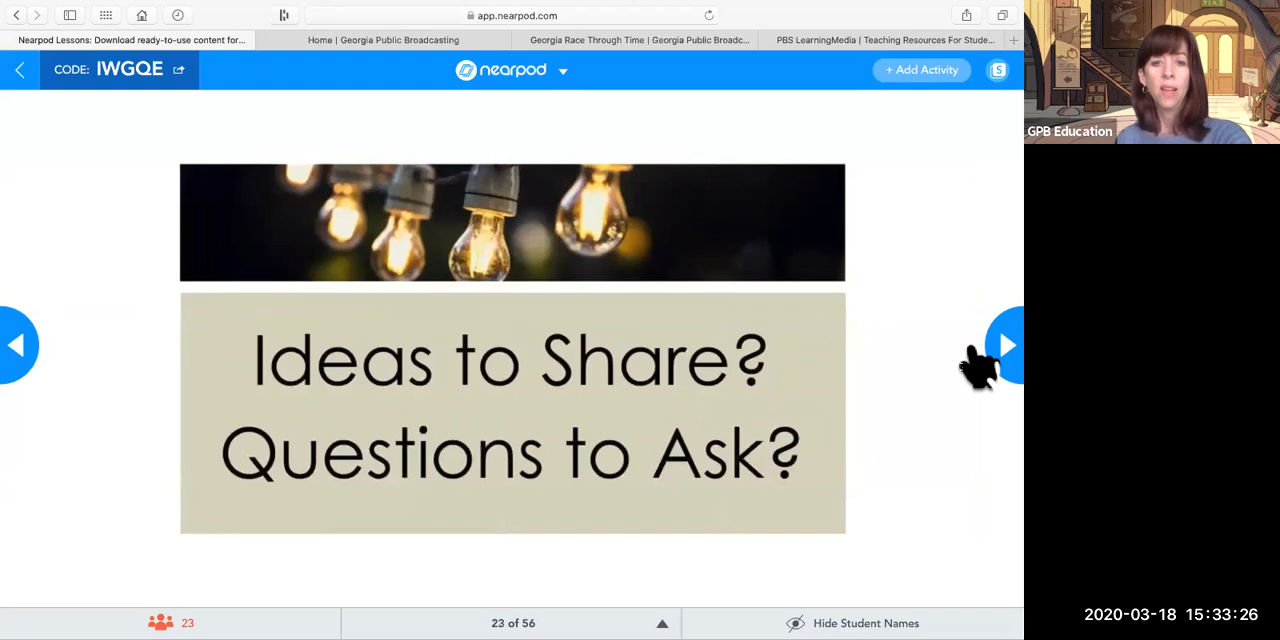 app.nearpod.com
Nearpod Lessons: Download ready-to-use content for...
Home | Georgia Public Broadcasting
Georgia Race Through Time | Georgia Public Broadc...
PBS LearningMedia | Teaching Resources For Stude...
CODE: IWGQE
nearpod
+ Add Activity
S
GPB Education
Ideas to Share?
Questions to Ask?
23
23 of 56
Hide Student Names
2020-03-18 15:33:26